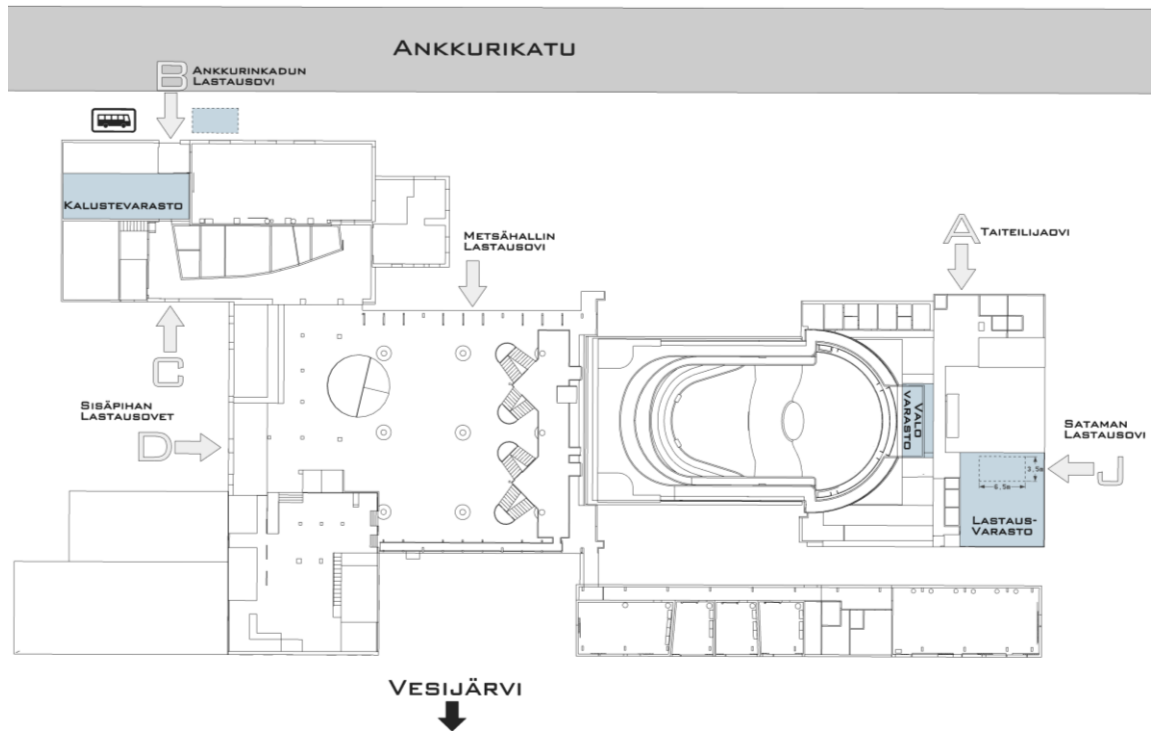 ANKKURIKATU
B
ANKKURINKADUN
LASTAUSOVI
KALUSTEVARASTO
METSÄHALLIN
LASTAUSOVI
A
TAITEILIJAOVI
C
SISÄPIHAN
LASTAUSOVET
D
VALO
VARASTO
SATAMAN
LASTAUSOVI
J
3.5m
6.5m
LASTAUS-
VARASTO
VESIJÄRVI